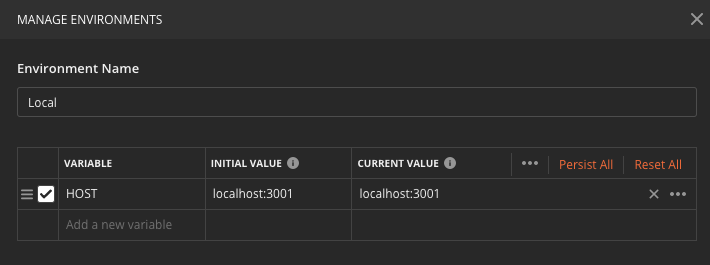 MANAGE ENVIRONMENTS
Environment Name
Local
VARIABLE INITIAL VALUE CURRENT VALUE Persist All Reset All
HOST localhost:3001 localhost:3001
Add a new variable